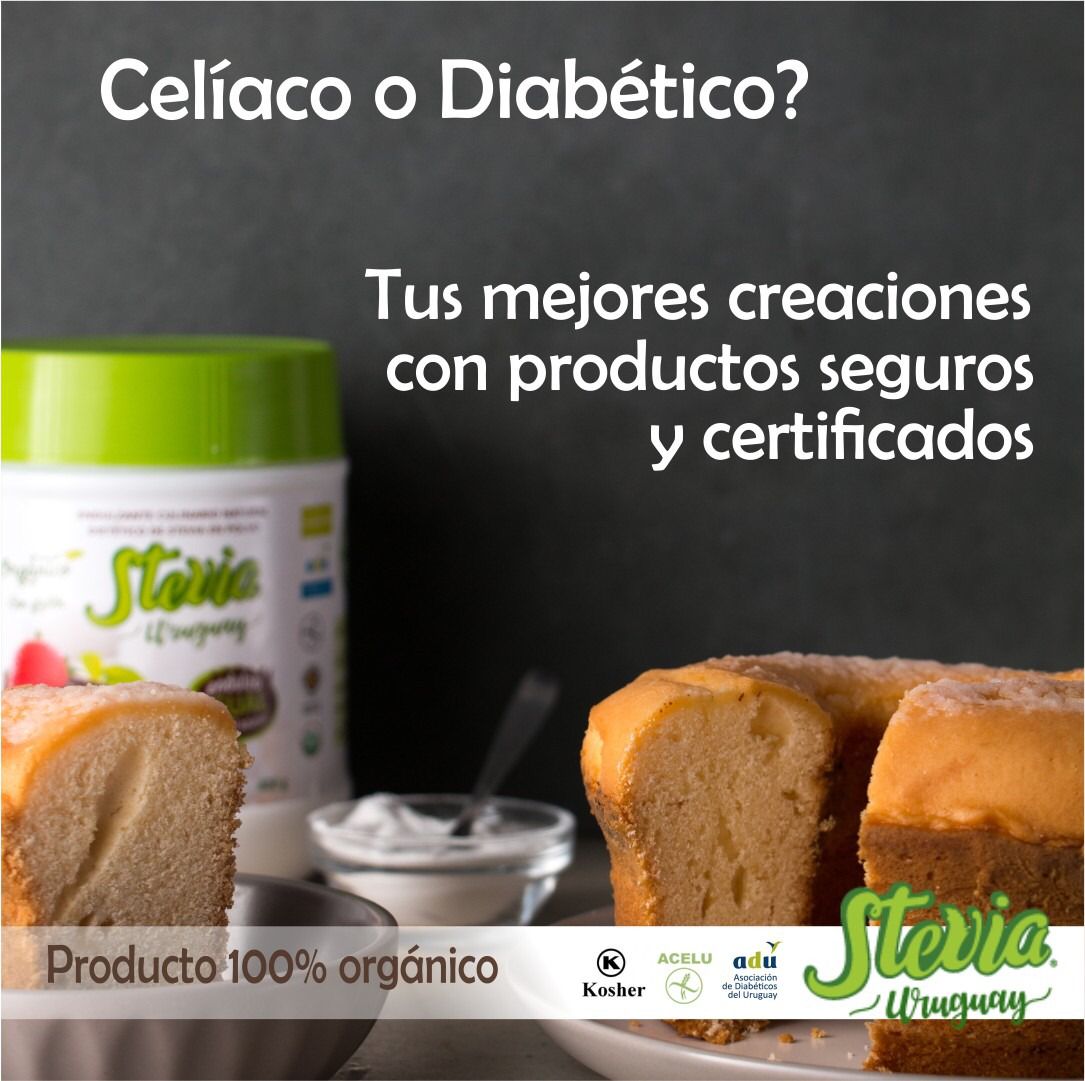 Celíaco o Diabético?
Tus mejores creaciones
con productos seguros
y certificados
Stevia
Uruguay
Producto 100% orgánico
K
Kosher
ACELU
adu
Asociación
de Diabéticos
del Uruguay
Stevia®
Uruguay